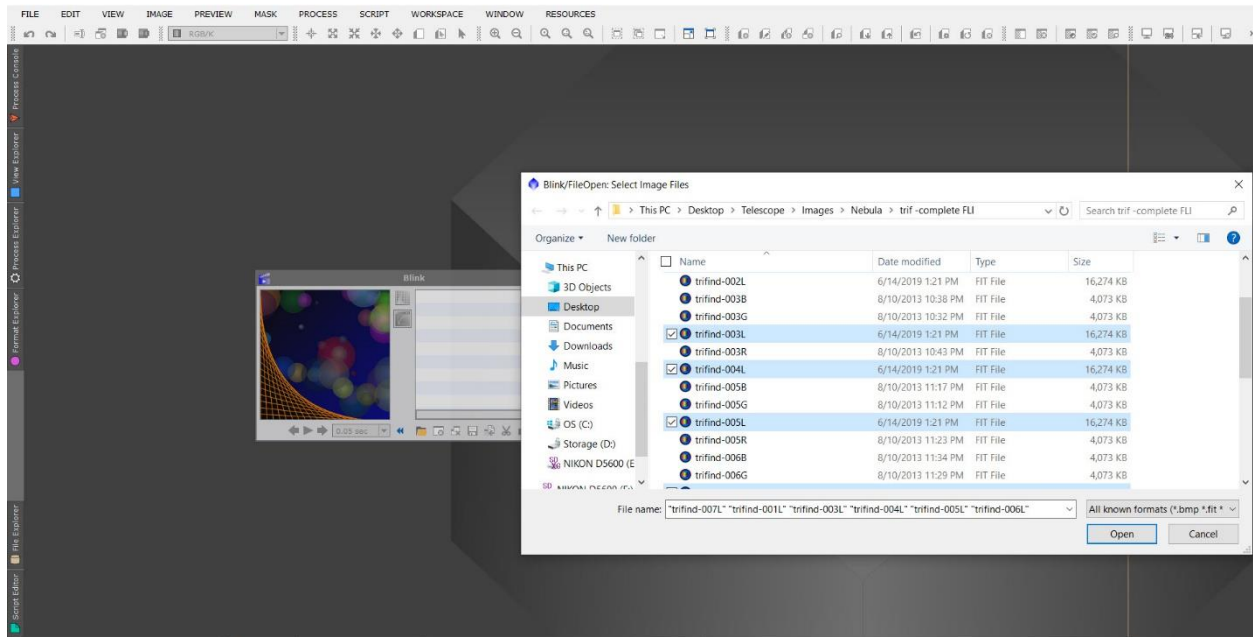 FILE EDIT VIEW IMAGE PREVIEW MASK PROCESS SCRIPT WORKSPACE WINDOW RESOURCES
RGB/K
Process Console
View Explorer
Process Explorer
Format Explorer
File Explorer
Script Editor
Blink
0.05 sec
Blink/FileOpen: Select Image Files
This PC > Desktop > Telescope > Images > Nebula > trif -complete FLI
Search trif -complete FLI
Organize New folder
This PC
3D Objects
Desktop
Documents
Downloads
Music
Pictures
Videos
OS (C:)
Storage (D:)
NIKON D5600 (E
NIKON D5600 (E:)
Name Date modified Type Size
trifind-002L 6/14/2019 1:21 PM FIT File 16,274 KB
trifind-003B 8/10/2013 10:38 PM FIT File 4,073 KB
trifind-003G 8/10/2013 10:32 PM FIT File 4,073 KB
trifind-003L 6/14/2019 1:21 PM FIT File 16,274 KB
trifind-003R 8/10/2013 10:43 PM FIT File 4,073 KB
trifind-004L 6/14/2019 1:21 PM FIT File 16,274 KB
trifind-005B 8/10/2013 11:17 PM FIT File 4,073 KB
trifind-005G 8/10/2013 11:12 PM FIT File 4,073 KB
trifind-005L 6/14/2019 1:21 PM FIT File 16,274 KB
trifind-005R 8/10/2013 11:23 PM FIT File 4,073 KB
trifind-006B 8/10/2013 11:34 PM FIT File 4,073 KB
trifind-006G 8/10/2013 11:29 PM FIT File 4,073 KB
File name: "trifind-007L" "trifind-001L" "trifind-003L" "trifind-004L" "trifind-005L" "trifind-006L"
All known formats (*.bmp *.fit *
Open Cancel